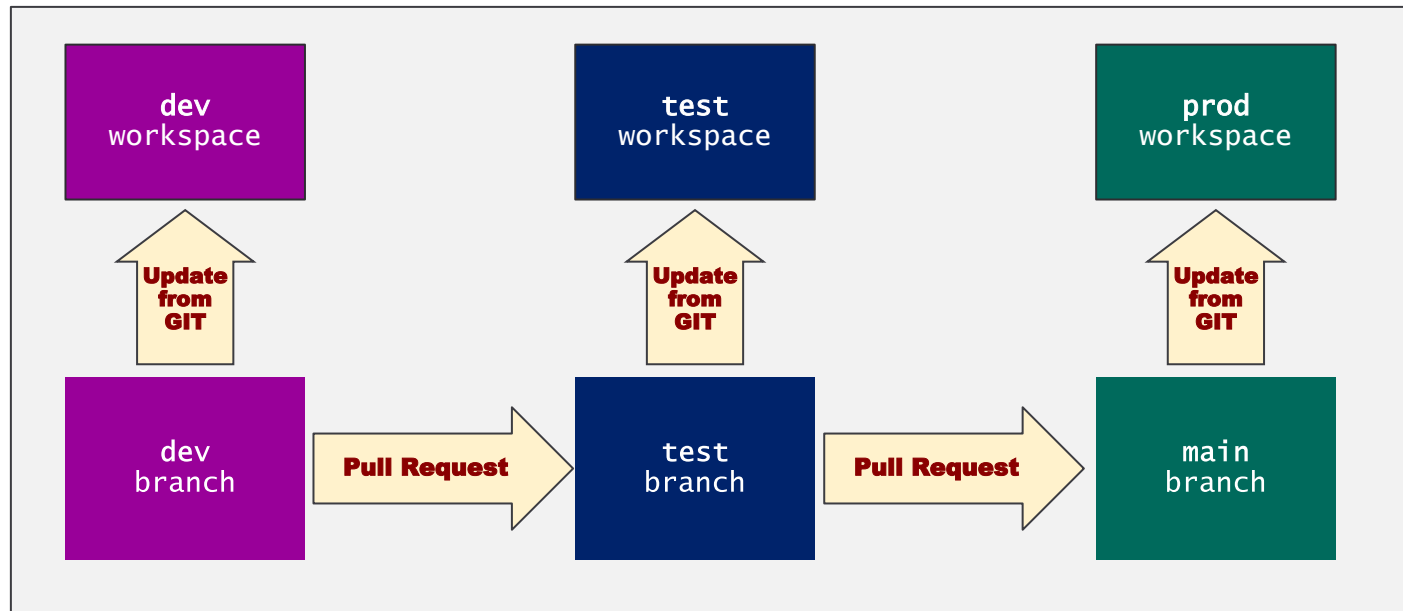 dev
workspace
test
workspace
prod
workspace
Update
from
GIT
Update
from
GIT
Update
from
GIT
dev
branch
Pull Request
test
branch
Pull Request
main
branch